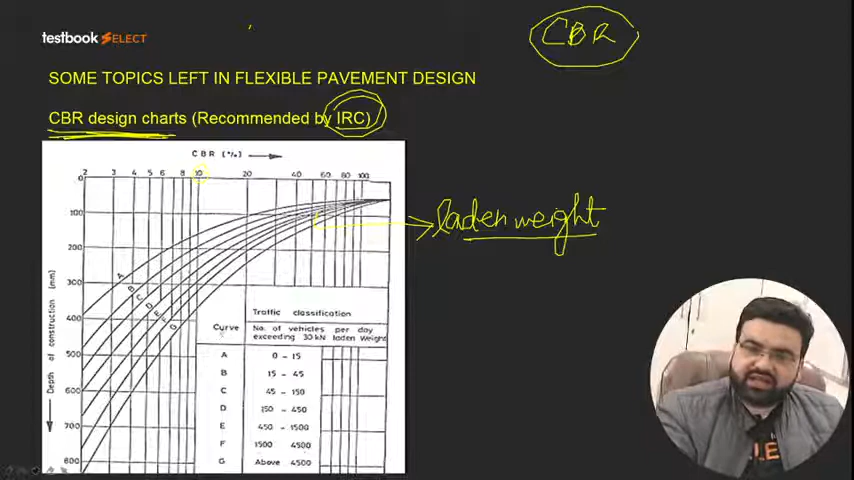 testbook SELECT
CBR
SOME TOPICS LEFT IN FLEXIBLE PAVEMENT DESIGN
CBR design charts (Recommended by IRC)
CBR (%)
2 3 4 5 6 8 10 20 40 60 80 100
0
100
200
300
400
500
600
700
800
Depth of construction (mm)
A B C D E F G
laden weight
Traffic classification
Curve No. of vehicles per day
exceeding 30 kN laden Weight
A 0 - 15
B 15 - 45
C 45 - 150
D 150 - 450
E 450 - 1500
F 1500 4500
G Above 4500